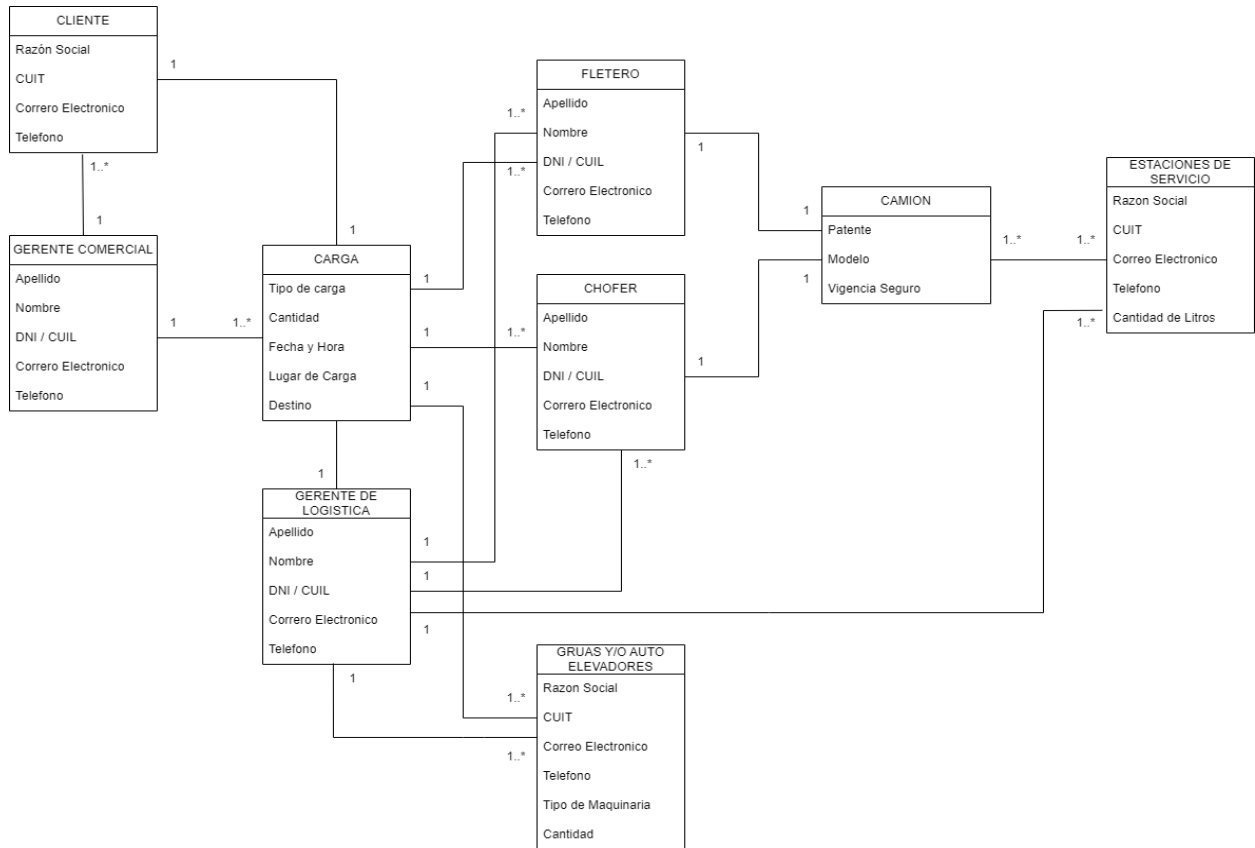 CLIENTE
Razón Social
CUIT
Correro Electronico
Telefono
1
1..*
1
GERENTE COMERCIAL
Apellido
Nombre
DNI / CUIL
Correro Electronico
Telefono
1
1..*
1
CARGA
Tipo de carga
Cantidad
Fecha y Hora
Lugar de Carga
Destino
1
1
1
1
GERENTE DE
LOGISTICA
Apellido
Nombre
DNI / CUIL
Correro Electronico
Telefono
1
1
1
1
1..*
1..*
FLETERO
Apellido
Nombre
DNI / CUIL
Correro Electronico
Telefono
1
1..*
CHOFER
Apellido
Nombre
DNI / CUIL
Correro Electronico
Telefono
1
1..*
1..*
1..*
GRUAS Y/O AUTO
ELEVADORES
Razon Social
CUIT
Correo Electronico
Telefono
Tipo de Maquinaria
Cantidad
1
1
CAMION
Patente
Modelo
Vigencia Seguro
1..*
1..*
1..*
ESTACIONES DE
SERVICIO
Razon Social
CUIT
Correo Electronico
Telefono
Cantidad de Litros